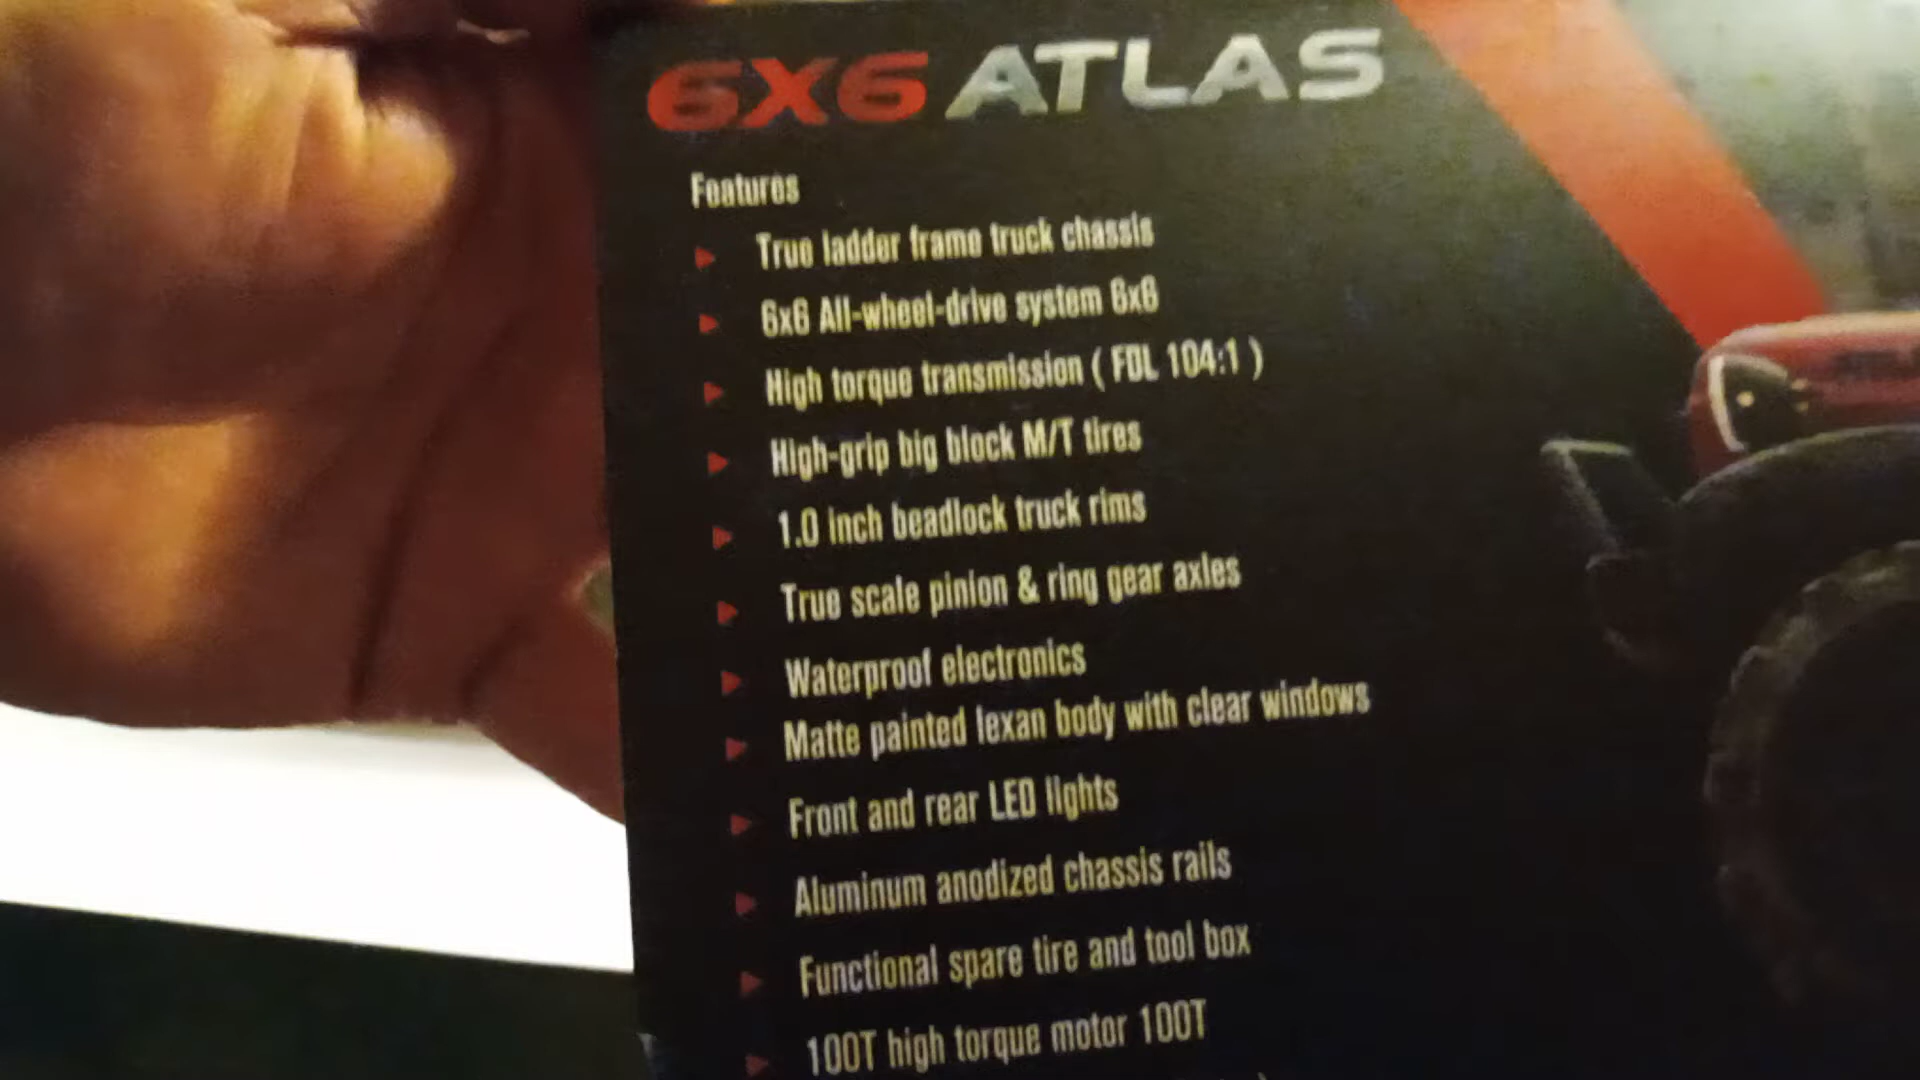 6X6 ATLAS
Features
True ladder frame truck chassis
6x6 All-wheel-drive system 6x6
High torque transmission ( FDL 104:1 )
High-grip big block M/T tires
1.0 inch beadlock truck rims
True scale pinion & ring gear axles
Waterproof electronics
Matte painted lexan body with clear windows
Front and rear LED lights
Aluminum anodized chassis rails
Functional spare tire and tool box
100T high torque motor 100T